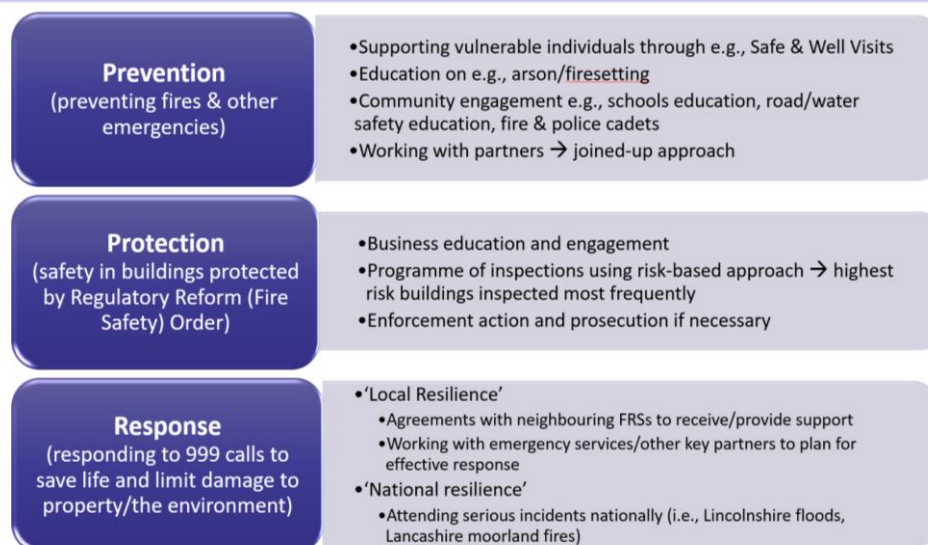 Prevention
(preventing fires & other
emergencies)
•Supporting vulnerable individuals through e.g., Safe & Well Visits
•Education on e.g., arson/firesetting
•Community engagement e.g., schools education, road/water
safety education, fire & police cadets
•Working with partners → joined-up approach
Protection
(safety in buildings protected
by Regulatory Reform (Fire
Safety) Order)
•Business education and engagement
•Programme of inspections using risk-based approach → highest
risk buildings inspected most frequently
•Enforcement action and prosecution if necessary
Response
(responding to 999 calls to
save life and limit damage to
property/the environment)
•‘Local Resilience’
•Agreements with neighbouring FRSs to receive/provide support
•Working with emergency services/other key partners to plan for
effective response
•‘National resilience’
•Attending serious incidents nationally (i.e., Lincolnshire floods,
Lancashire moorland fires)